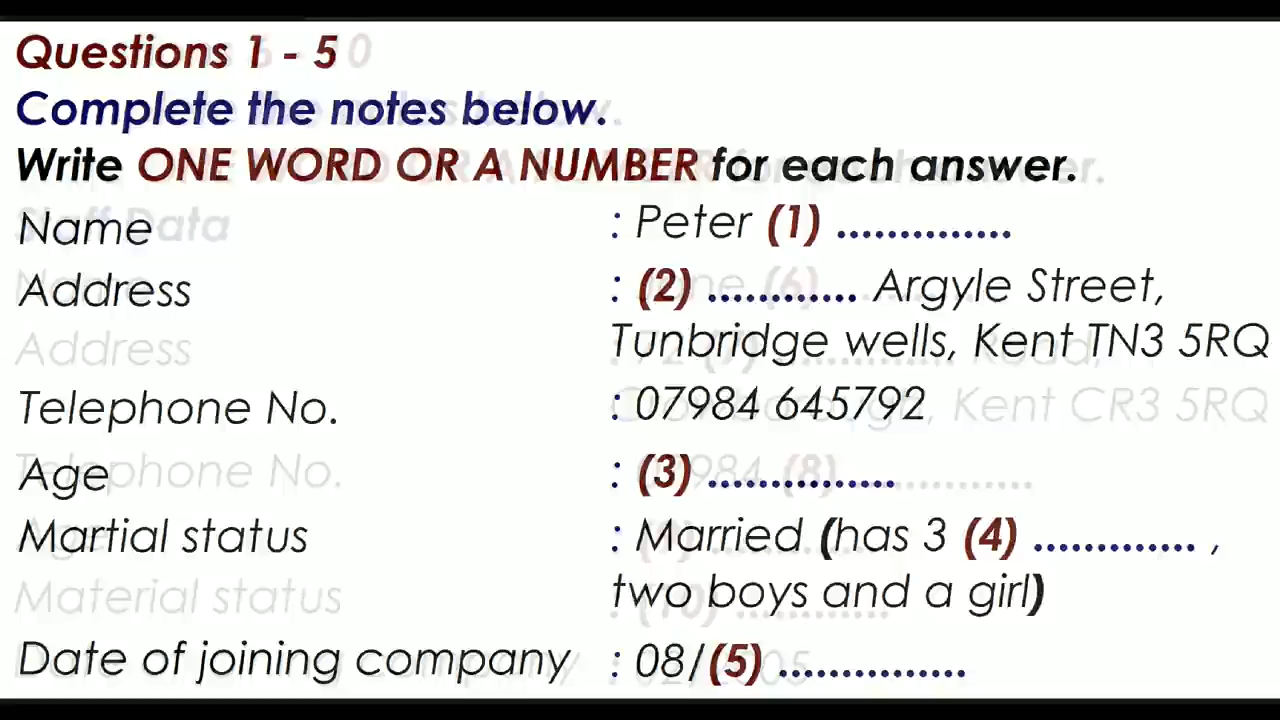 Questions 1 - 5
Complete the notes below.
Write ONE WORD OR A NUMBER for each answer.
Name : Peter (1) ..............
Address : (2) ............ Argyle Street,
Tunbridge wells, Kent TN3 5RQ
Telephone No. : 07984 645792
Age : (3) ...............
Martial status : Married (has 3 (4) ............. ,
two boys and a girl)
Date of joining company : 08/(5) ...............